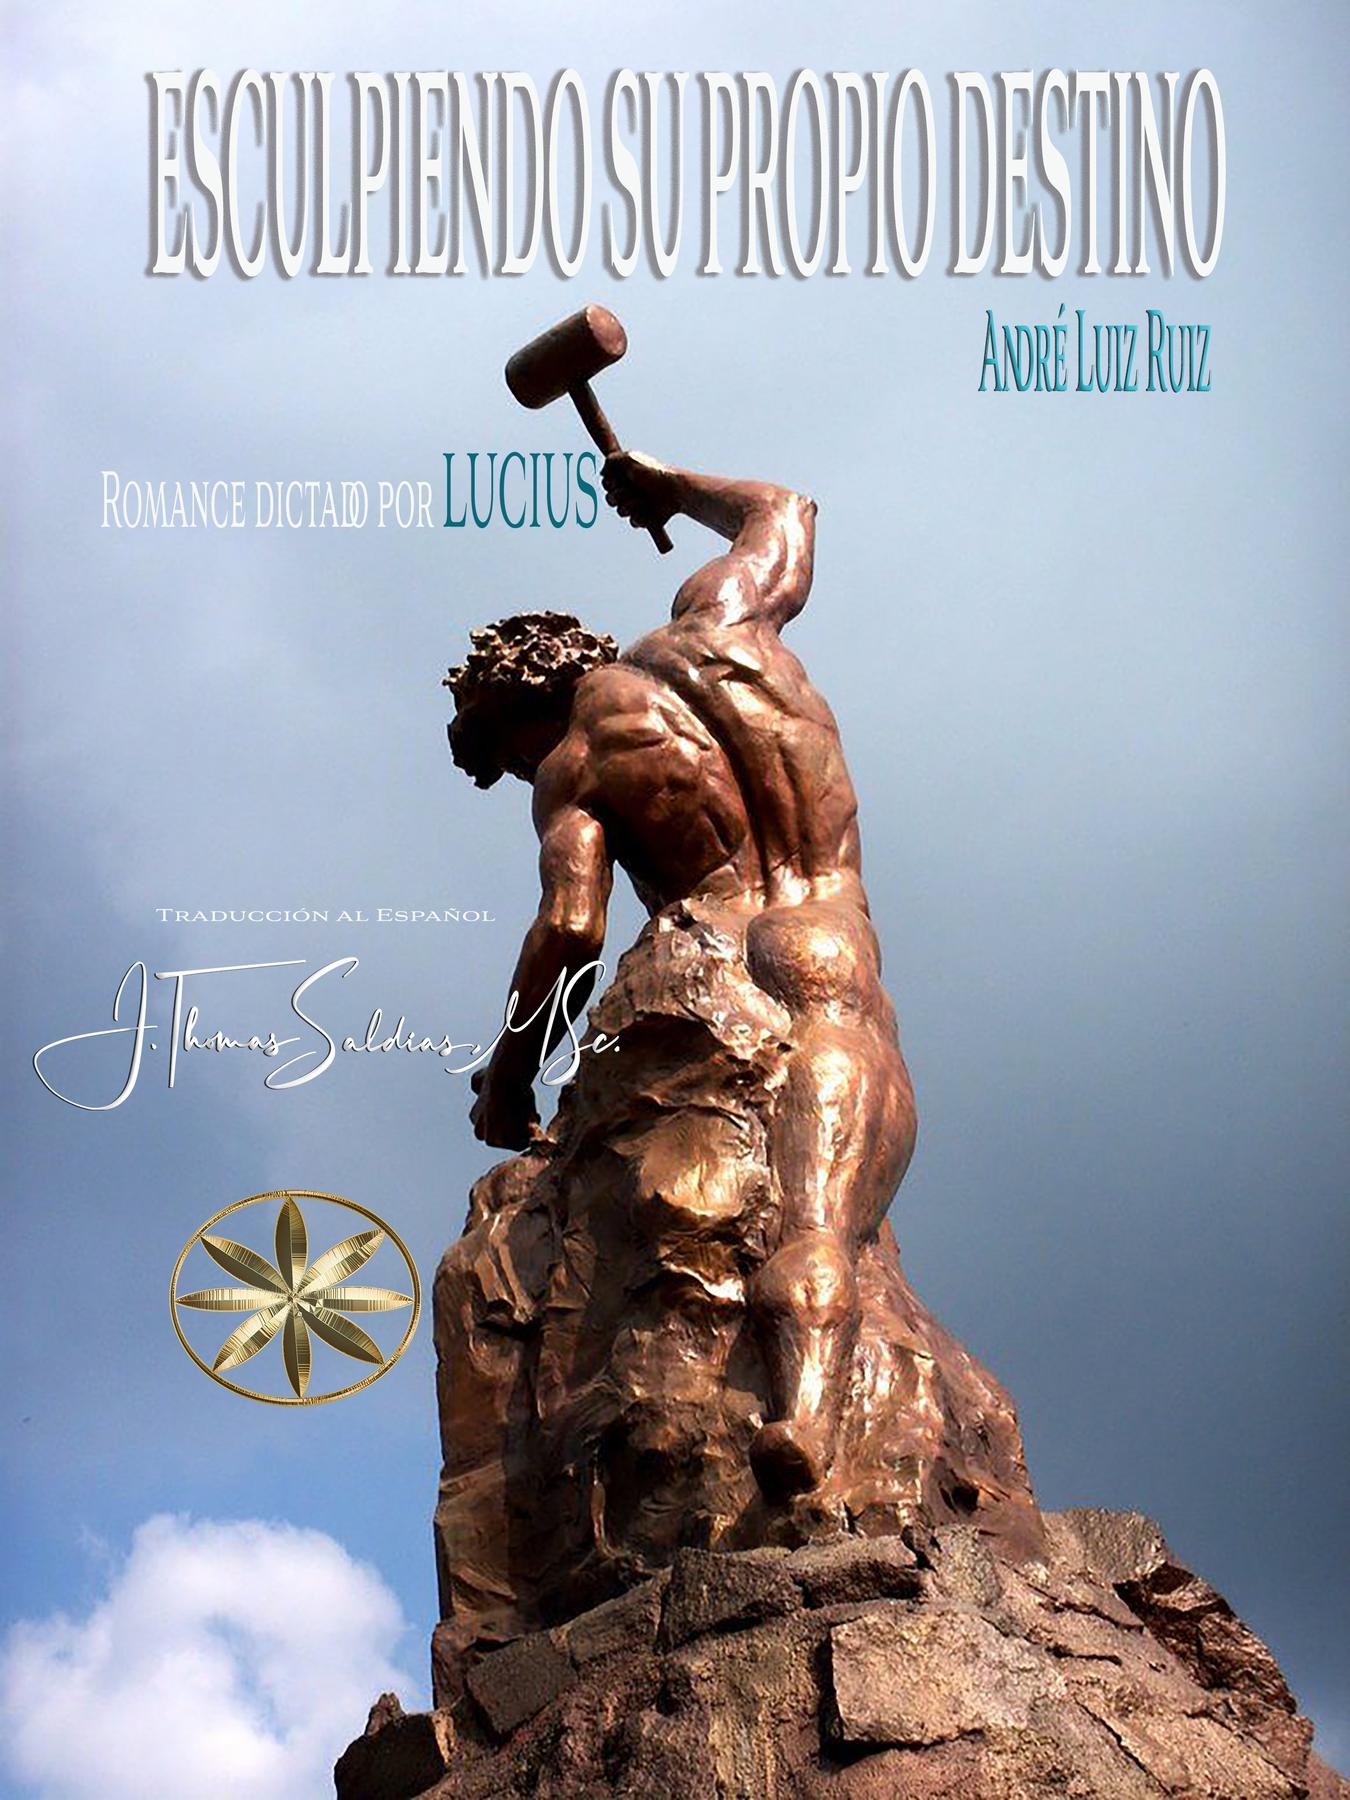 ESCULPIENDO SU PROPIO DESTINO
ANDRÉ LUIZ RUIZ
ROMANCE DICTADO POR LUCIUS
TRADUCCIÓN AL ESPAÑOL
J.Thomas Saldias, MSc.